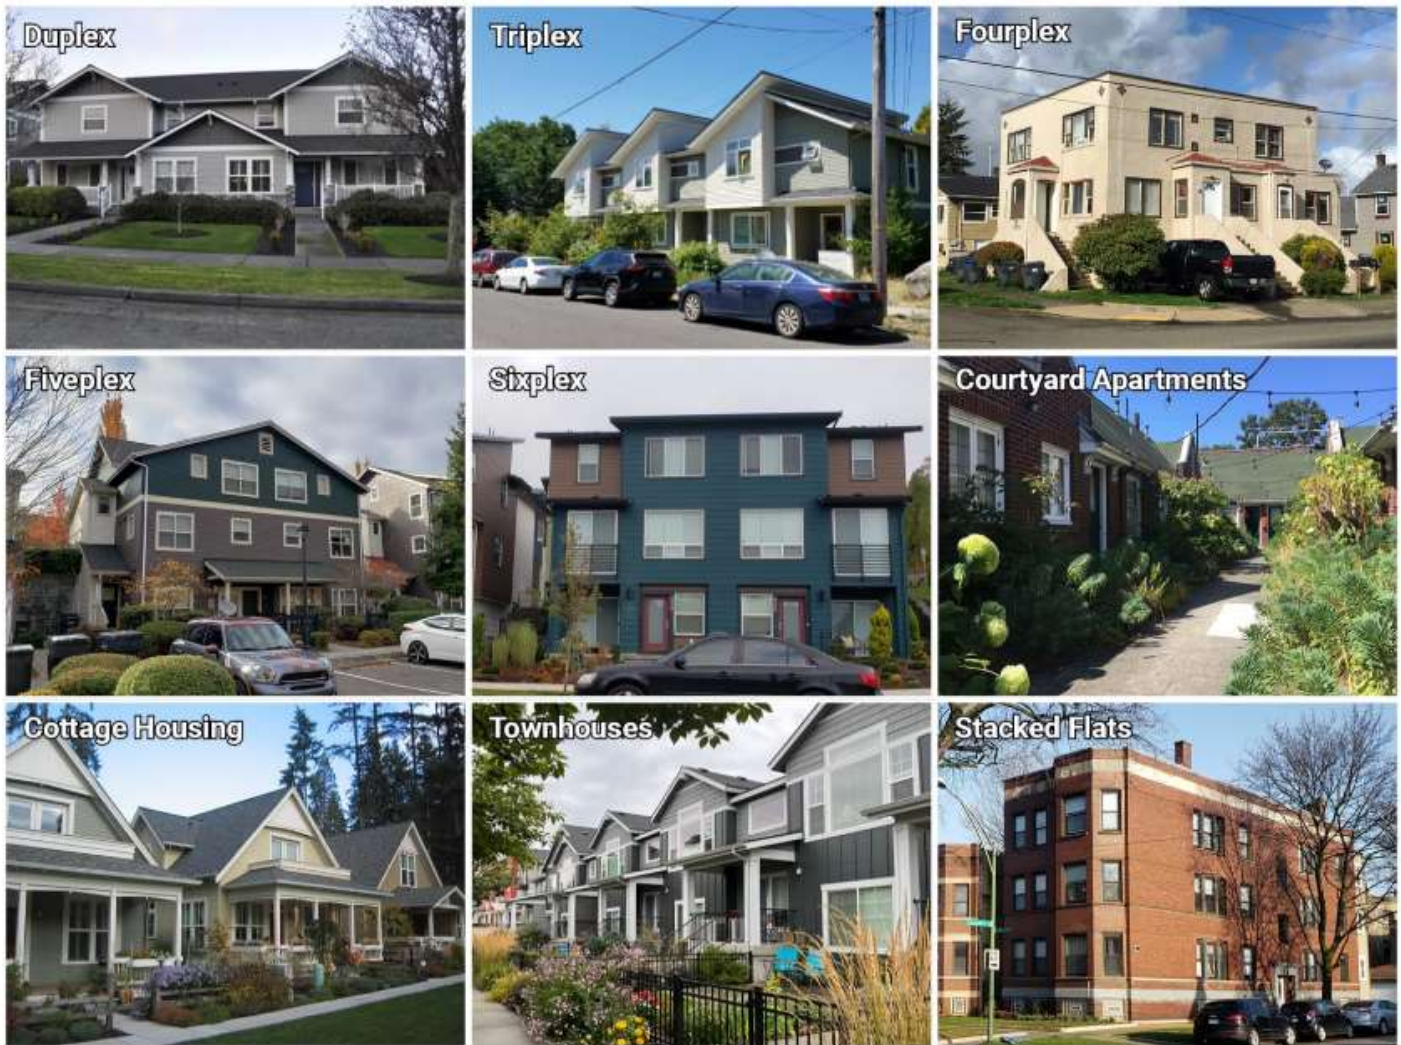 Duplex
Triplex
Fourplex
Fiveplex
Sixplex
Courtyard Apartments
Cottage Housing
Townhouses
Stacked Flats